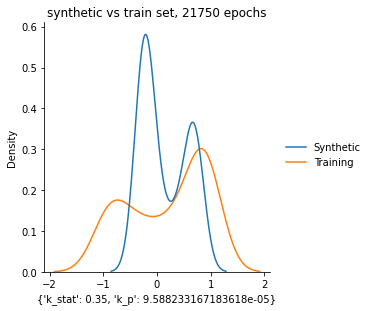 synthetic vs train set, 21750 epochs
0.6
0.5
0.4
0.3
0.2
0.1
0.0
Density
−2 −1 0 1 2
{'k_stat': 0.35, 'k_p': 9.588233167183618e-05}
Synthetic
Training